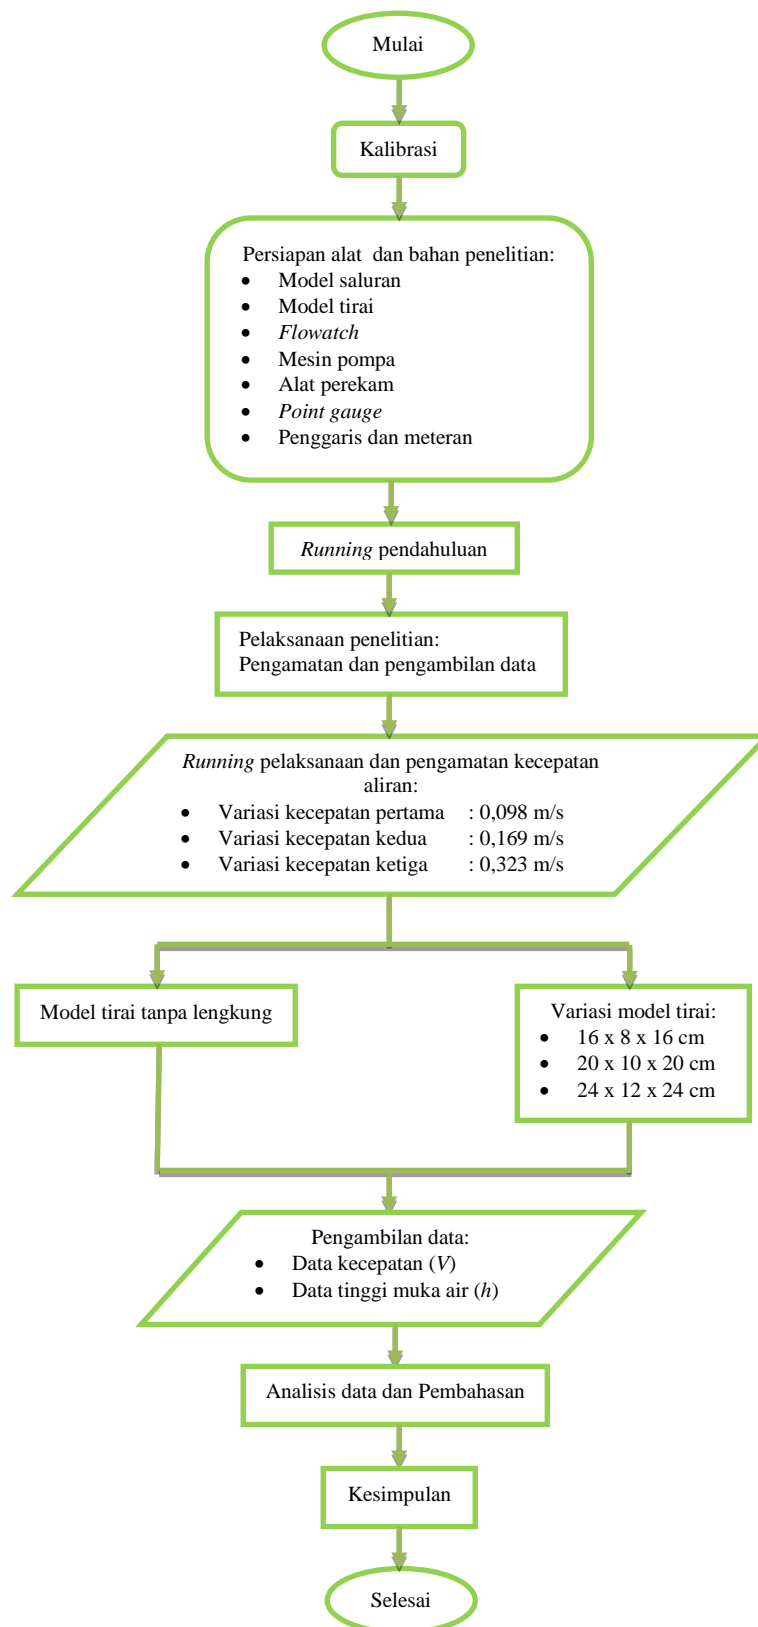 Mulai
Kalibrasi
Persiapan alat dan bahan penelitian:
• Model saluran
• Model tirai
• Flowatch
• Mesin pompa
• Alat perekam
• Point gauge
• Penggaris dan meteran
Running pendahuluan
Pelaksanaan penelitian:
Pengamatan dan pengambilan data
Running pelaksanaan dan pengamatan kecepatan
aliran:
• Variasi kecepatan pertama : 0,098 m/s
• Variasi kecepatan kedua : 0,169 m/s
• Variasi kecepatan ketiga : 0,323 m/s
Model tirai tanpa lengkung
Variasi model tirai:
• 16 x 8 x 16 cm
• 20 x 10 x 20 cm
• 24 x 12 x 24 cm
Pengambilan data:
• Data kecepatan (V)
• Data tinggi muka air (h)
Analisis data dan Pembahasan
Kesimpulan
Selesai